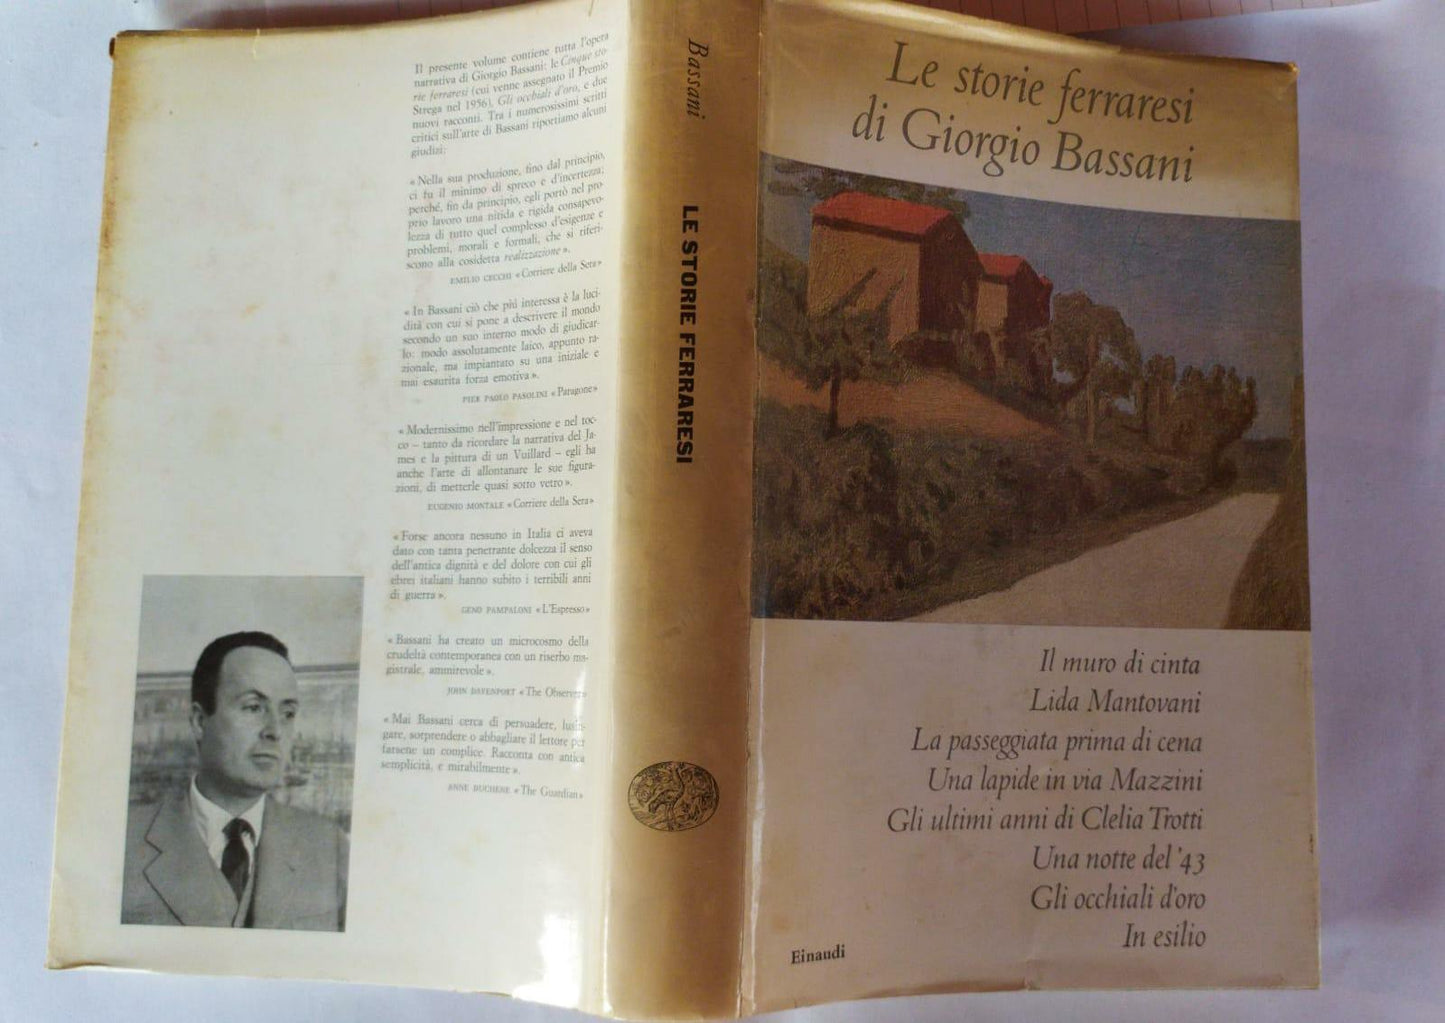 Il presente volume contiene tutta l'opera
narrativa di Giorgio Bassani: le Cinque sto-
rie ferraresi (cui venne assegnato il Premio
Strega nel 1956), Gli occhiali d'oro, e due
nuovi racconti. Tra i numerosissimi scritti
critici sull'arte di Bassani riportiamo alcuni
giudizi:
« Nella sua produzione, fino dal principio,
ci fu il minimo di spreco e d'incertezza;
perché, fin da principio, egli portò nel pro-
prio lavoro una nitida e rigida consapevo-
lezza di tutto quel complesso d'esigenze e
problemi, morali e formali, che si riferi-
scono alla cosidetta realizzazione ».
EMILIO CECCHI « Corriere della Sera»
« In Bassani ciò che piú interessa è la luci-
dità con cui si pone a descrivere il mondo
secondo un suo interno modo di giudicar-
lo: modo assolutamente laico, appunto ra-
zionale, ma impiantato su una iniziale e
mai esaurita forza emotiva ».
PIER PAOLO PASOLINI « Paragone»
« Modernissimo nell'impressione e nel toc-
co – tanto da ricordare la narrativa del Ja-
mes e la pittura di un Vuillard – egli ha
anche l'arte di allontanare le sue figura-
zioni, di metterle quasi sotto vetro ».
EUGENIO MONTALE « Corriere della Sera»
« Forse ancora nessuno in Italia ci aveva
dato con tanta penetrante dolcezza il senso
dell'antica dignità e del dolore con cui gli
ebrei italiani hanno subito i terribili anni
di guerra ».
GENO PAMPALONI « L'Espresso»
« Bassani ha creato un microcosmo della
crudeltà contemporanea con un riserbo ma-
gistrale, ammirevole ».
JOHN DAVENPORT « The Observer»
« Mai Bassani cerca di persuadere, lusin-
gare, sorprendere o abbagliare il lettore per
farsene un complice. Racconta con antica
semplicità, e mirabilmente ».
ANNE DUCHENE « The Guardian»
Bassani
LE STORIE FERRARESI
Le storie ferraresi
di Giorgio Bassani
Il muro di cinta
Lida Mantovani
La passeggiata prima di cena
Una lapide in via Mazzini
Gli ultimi anni di Clelia Trotti
Una notte del '43
Gli occhiali d'oro
In esilio
Einaudi